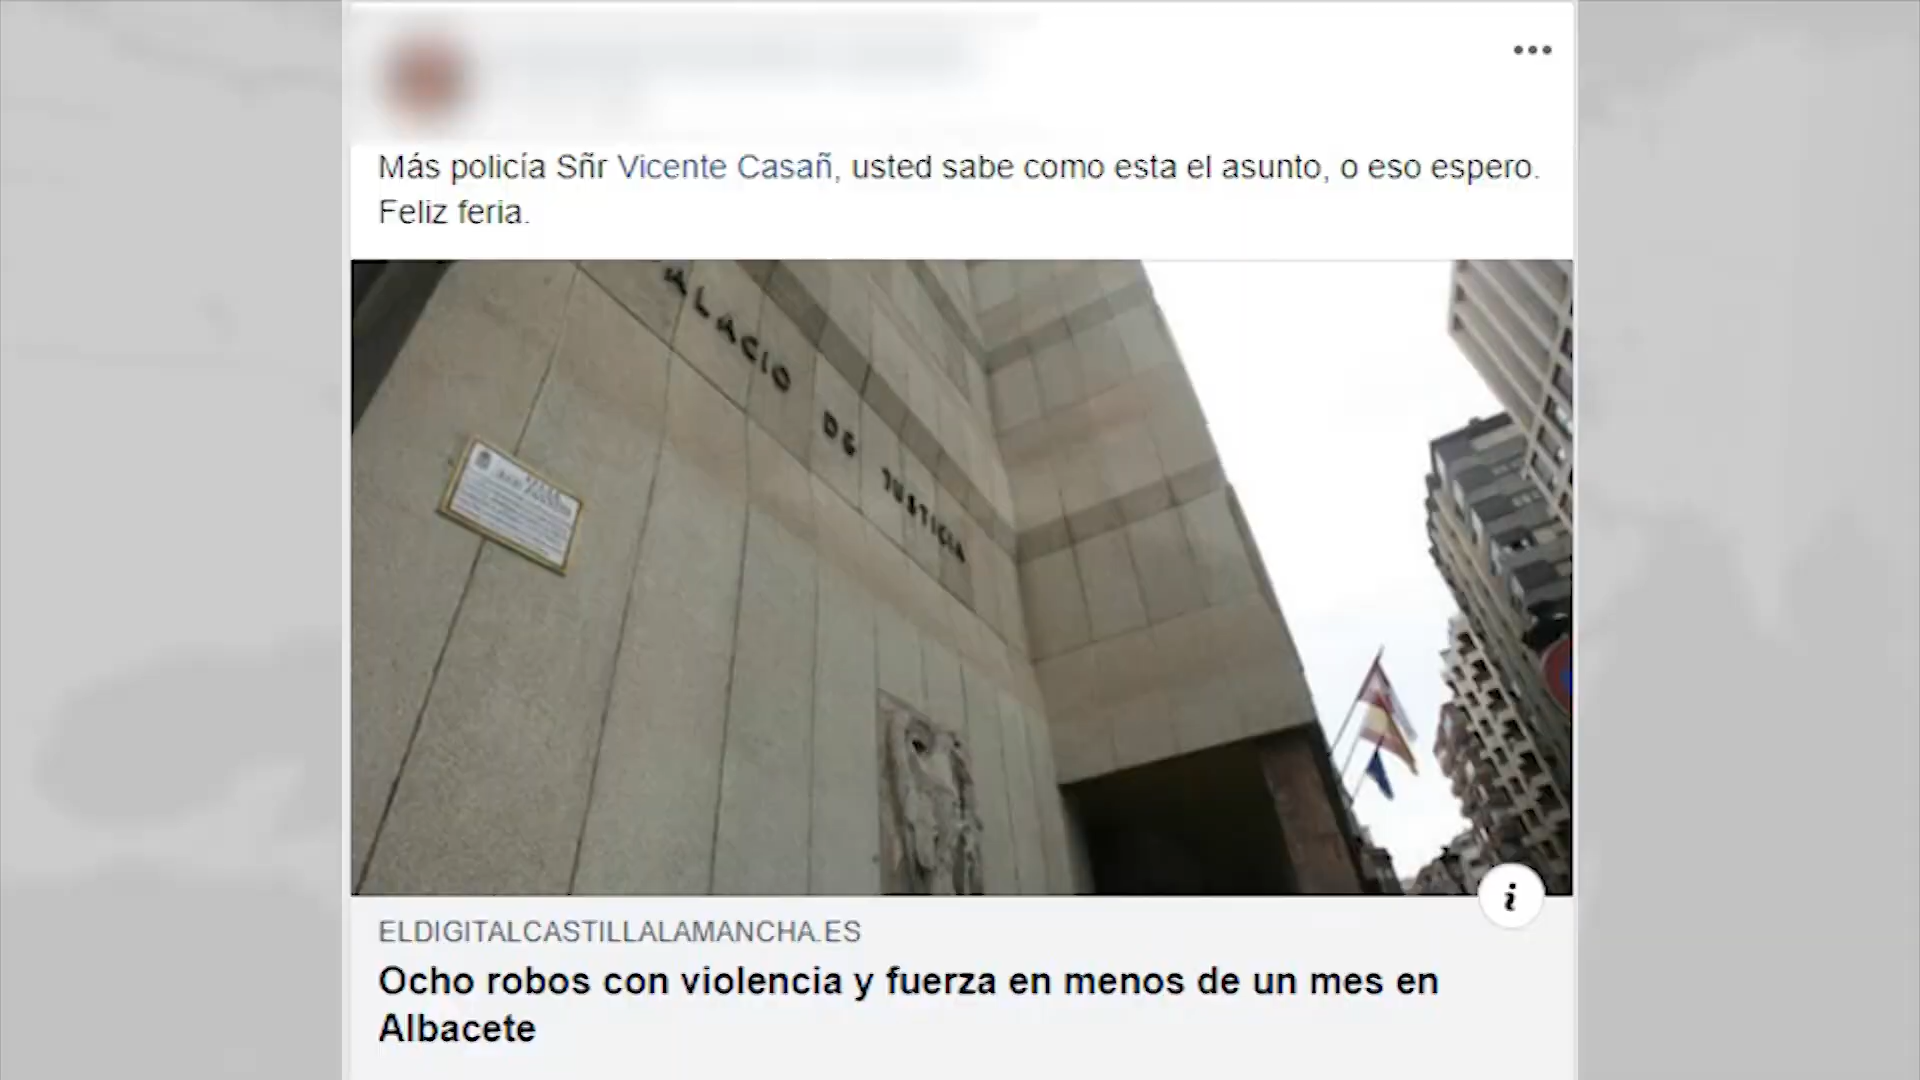 Más policía Sñr Vicente Casañ, usted sabe como esta el asunto, o eso espero.
Feliz feria.
PALACIO DE JUSTICIA
ELDIGITALCASTILLALAMANCHA.ES
Ocho robos con violencia y fuerza en menos de un mes en
Albacete